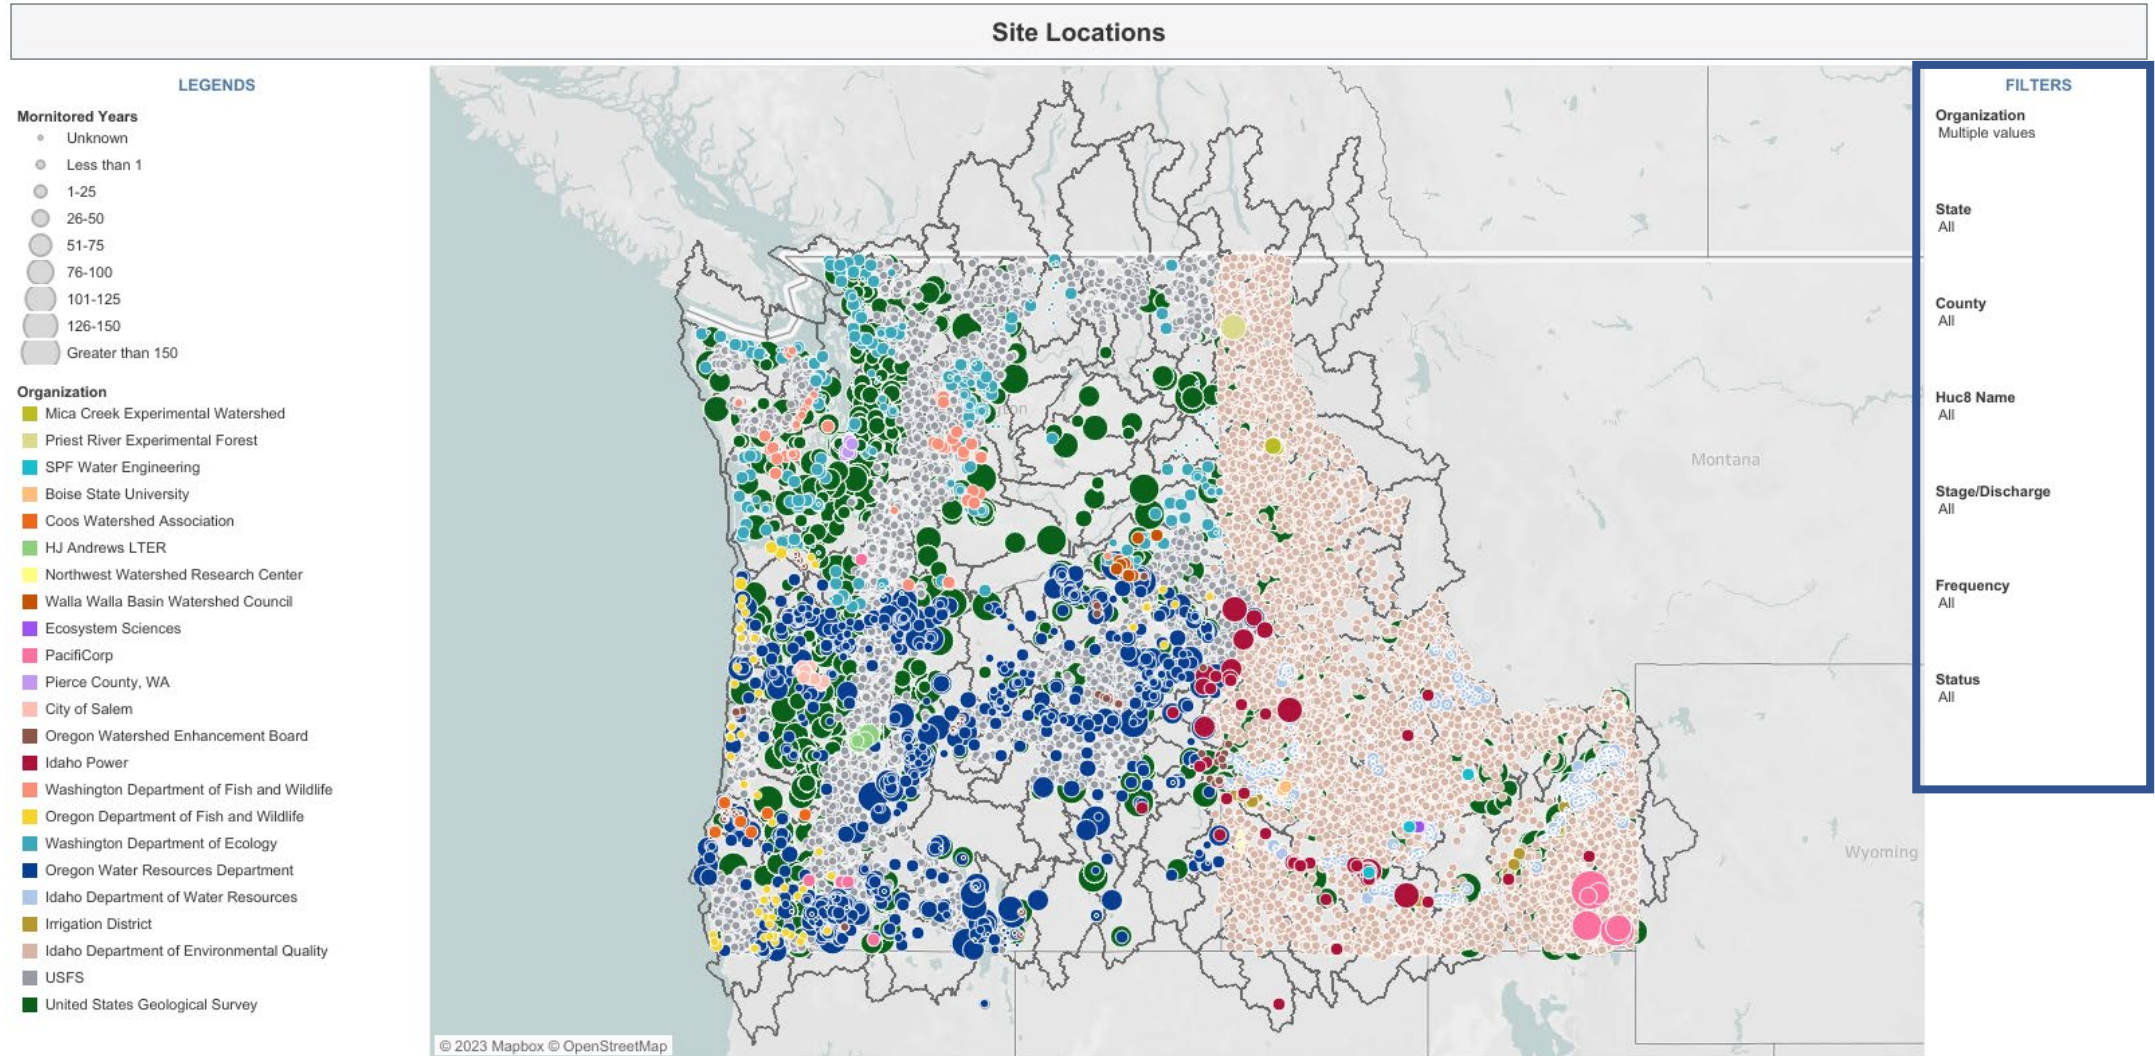 Site Locations
LEGENDS
Mornitored Years
Unknown
Less than 1
1-25
26-50
51-75
76-100
101-125
126-150
Greater than 150
Organization
Mica Creek Experimental Watershed
Priest River Experimental Forest
SPF Water Engineering
Boise State University
Coos Watershed Association
HJ Andrews LTER
Northwest Watershed Research Center
Walla Walla Basin Watershed Council
Ecosystem Sciences
PacifiCorp
Pierce County, WA
City of Salem
Oregon Watershed Enhancement Board
Idaho Power
Washington Department of Fish and Wildlife
Oregon Department of Fish and Wildlife
Washington Department of Ecology
Oregon Water Resources Department
Idaho Department of Water Resources
Irrigation District
Idaho Department of Environmental Quality
USFS
United States Geological Survey
Montana
Wyoming
© 2023 Mapbox © OpenStreetMap
FILTERS
Organization
Multiple values
State
All
County
All
Huc8 Name
All
Stage/Discharge
All
Frequency
All
Status
All